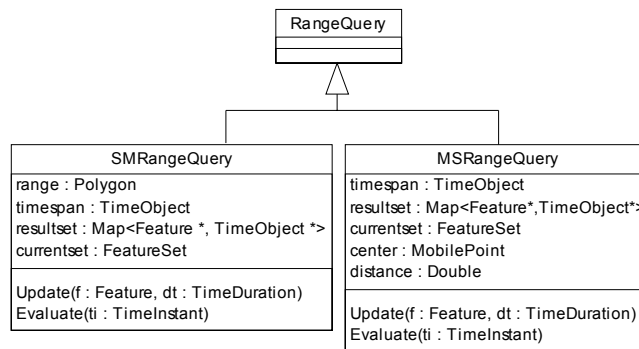 RangeQuery
SMRangeQuery
range : Polygon
timespan : TimeObject
resultset : Map<Feature *, TimeObject *>
currentset : FeatureSet
Update(f : Feature, dt : TimeDuration)
Evaluate(ti : TimeInstant)
MSRangeQuery
timespan : TimeObject
resultset : Map<Feature*,TimeObject*>
currentset : FeatureSet
center : MobilePoint
distance : Double
Update(f : Feature, dt : TimeDuration)
Evaluate(ti : TimeInstant)